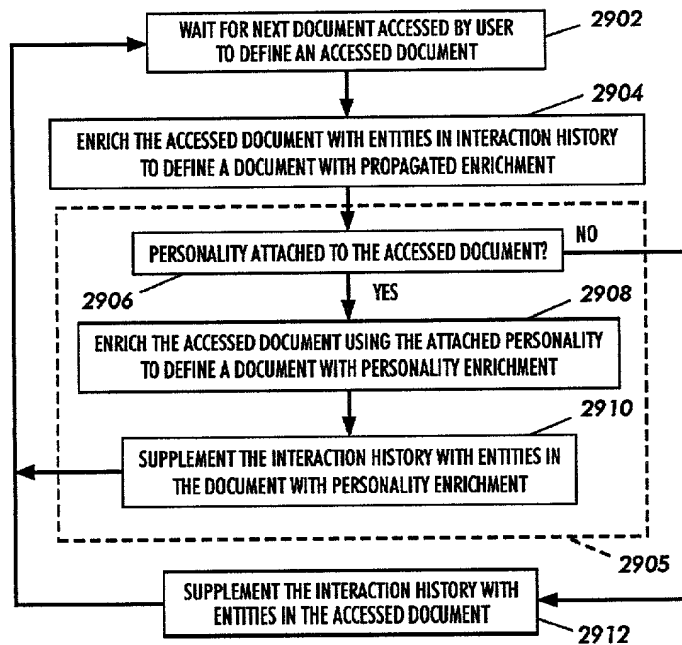 WAIT FOR NEXT DOCUMENT ACCESSED BY USER
TO DEFINE AN ACCESSED DOCUMENT
2902
2904
ENRICH THE ACCESSED DOCUMENT WITH ENTITIES IN INTERACTION HISTORY
TO DEFINE A DOCUMENT WITH PROPAGATED ENRICHMENT
PERSONALITY ATTACHED TO THE ACCESSED DOCUMENT?
NO
2906
YES
2908
ENRICH THE ACCESSED DOCUMENT USING THE ATTACHED PERSONALITY
TO DEFINE A DOCUMENT WITH PERSONALITY ENRICHMENT
2910
SUPPLEMENT THE INTERACTION HISTORY WITH ENTITIES IN
THE DOCUMENT WITH PERSONALITY ENRICHMENT
2905
SUPPLEMENT THE INTERACTION HISTORY WITH
ENTITIES IN THE ACCESSED DOCUMENT
2912